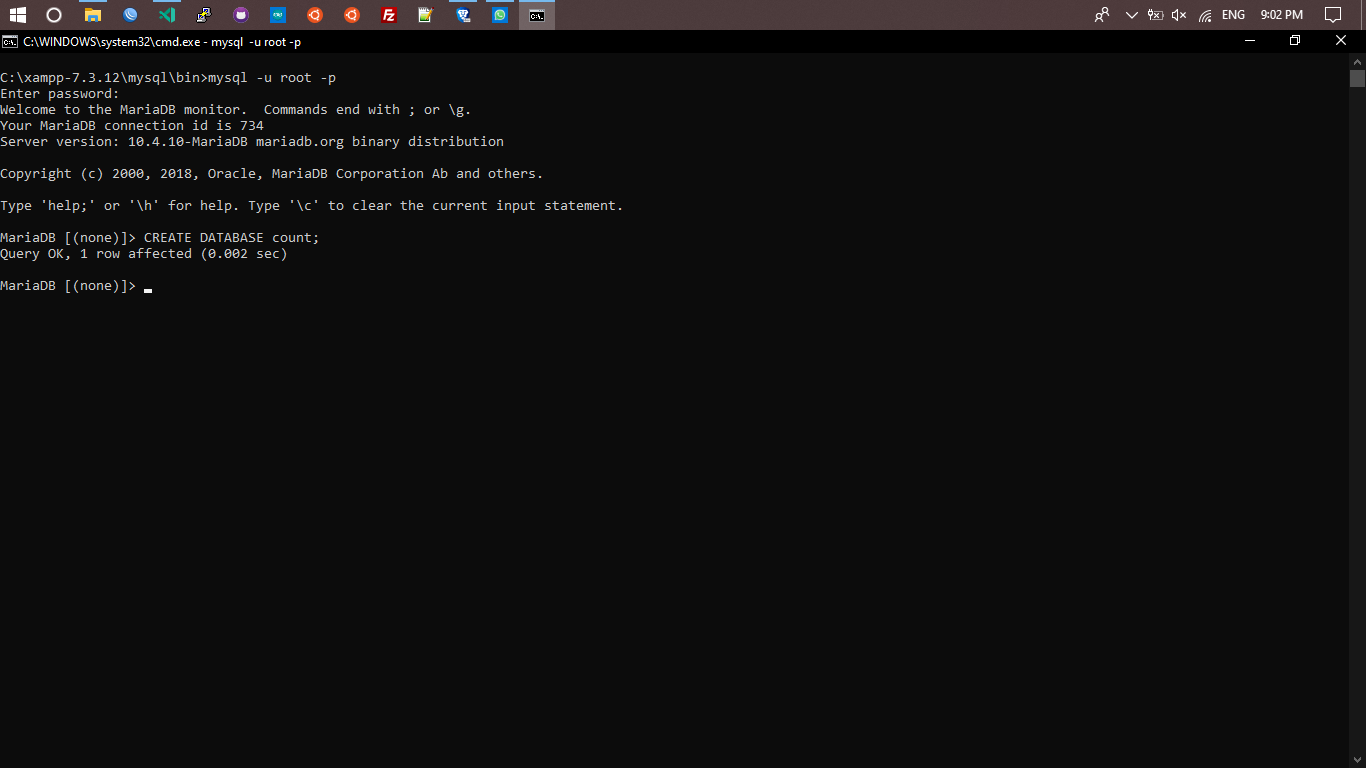 ENG 9:02 PM
C:\WINDOWS\system32\cmd.exe - mysql -u root -p
C:\xampp-7.3.12\mysql\bin>mysql -u root -p
Enter password:
Welcome to the MariaDB monitor.  Commands end with ; or \g.
Your MariaDB connection id is 734
Server version: 10.4.10-MariaDB mariadb.org binary distribution
Copyright (c) 2000, 2018, Oracle, MariaDB Corporation Ab and others.
Type 'help;' or '\h' for help. Type '\c' to clear the current input statement.
MariaDB [(none)]> CREATE DATABASE count;
Query OK, 1 row affected (0.002 sec)
MariaDB [(none)]>